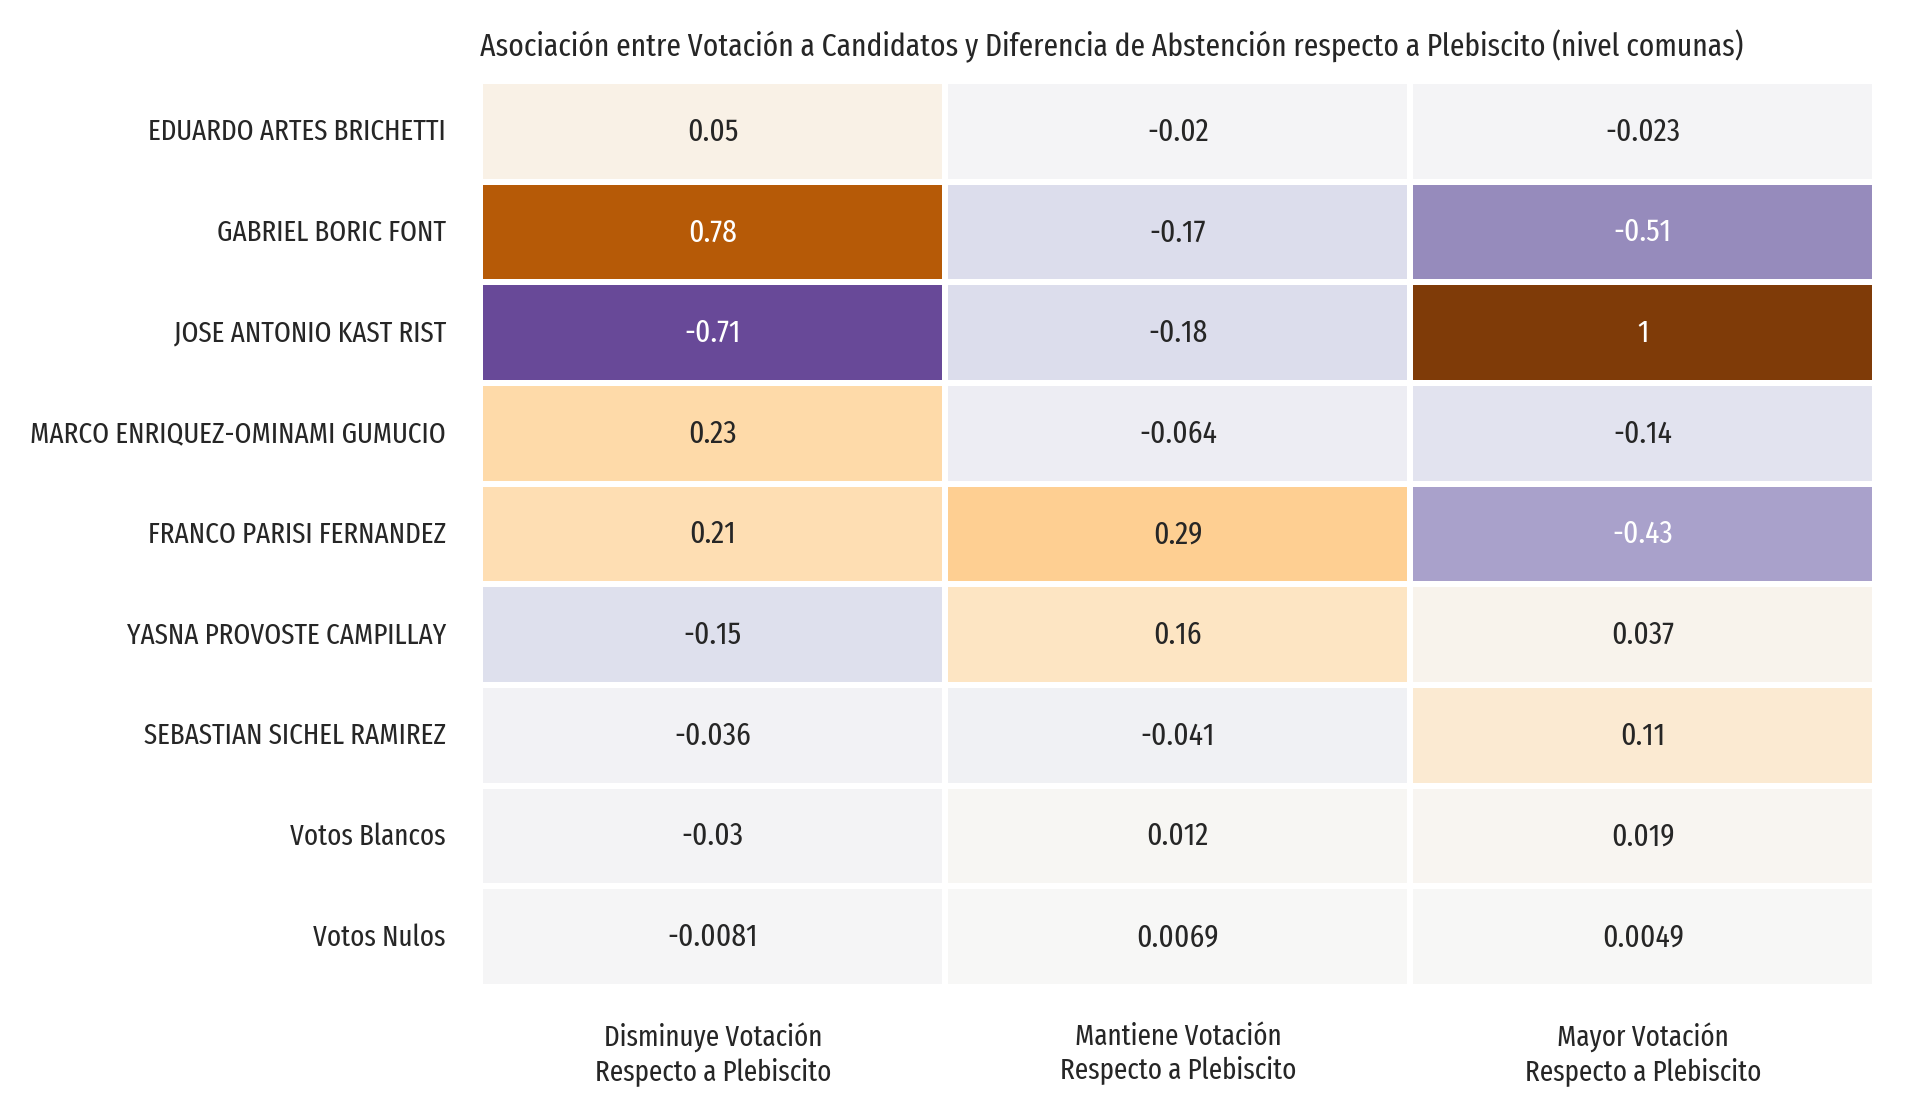 Asociación entre Votación a Candidatos y Diferencia de Abstención respecto a Plebiscito (nivel comunas)
EDUARDO ARTES BRICHETTI 0.05 -0.02 -0.023
GABRIEL BORIC FONT 0.78 -0.17 -0.51
JOSE ANTONIO KAST RIST -0.71 -0.18 1
MARCO ENRIQUEZ-OMINAMI GUMUCIO 0.23 -0.064 -0.14
FRANCO PARISI FERNANDEZ 0.21 0.29 -0.43
YASNA PROVOSTE CAMPILLAY -0.15 0.16 0.037
SEBASTIAN SICHEL RAMIREZ -0.036 -0.041 0.11
Votos Blancos -0.03 0.012 0.019
Votos Nulos -0.0081 0.0069 0.0049
Disminuye Votación
Respecto a Plebiscito
Mantiene Votación
Respecto a Plebiscito
Mayor Votación
Respecto a Plebiscito